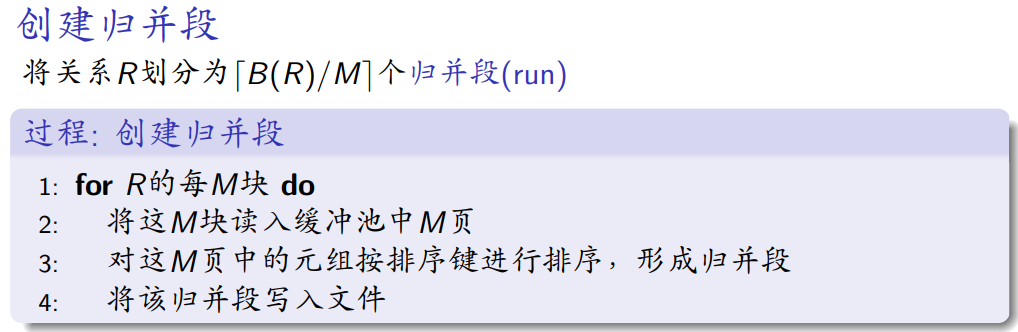 创建归并段
将关系R划分为⌈B(R)/M⌉个归并段(run)
过程: 创建归并段
1: for R的每M块 do
2: 将这M块读入缓冲池中M页
3: 对这M页中的元组按排序键进行排序，形成归并段
4: 将该归并段写入文件